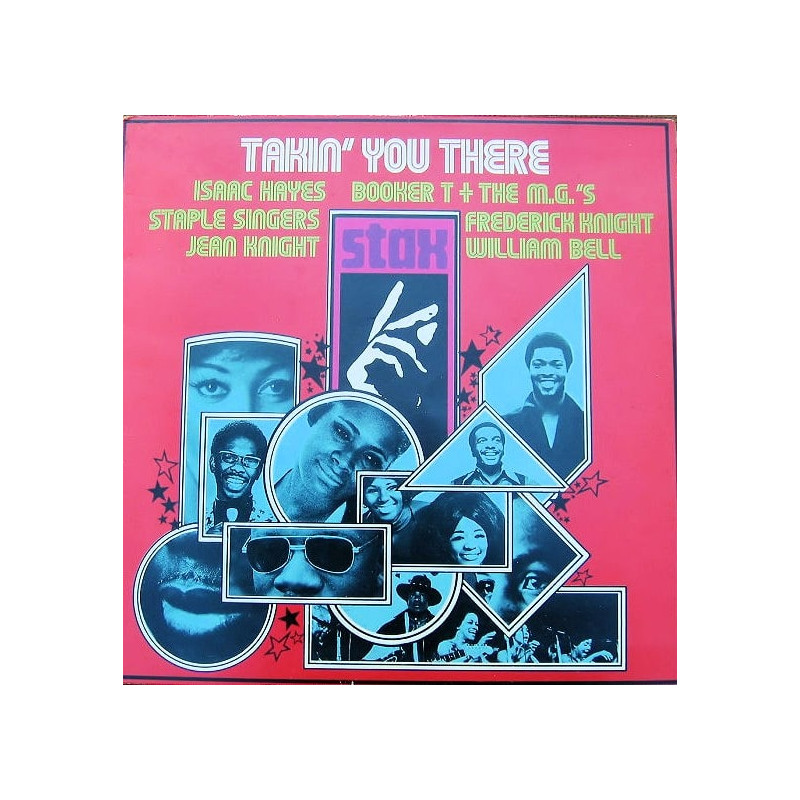 TAKIN' YOU THERE
ISAAC HAYES BOOKER T + THE M.G.'S
STAPLE SINGERS FREDERICK KNIGHT
JEAN KNIGHT WILLIAM BELL
stax